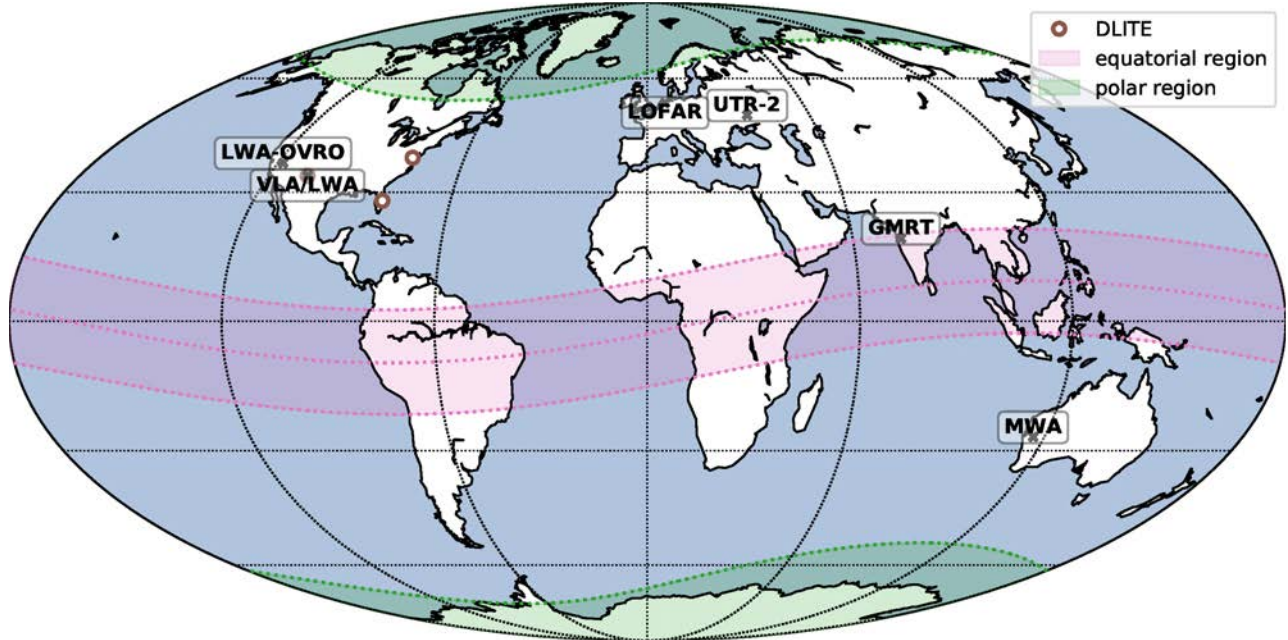 DLITE
equatorial region
polar region
LOFAR
UTR-2
LWA-OVRO
VLA/LWA
GMRT
MWA